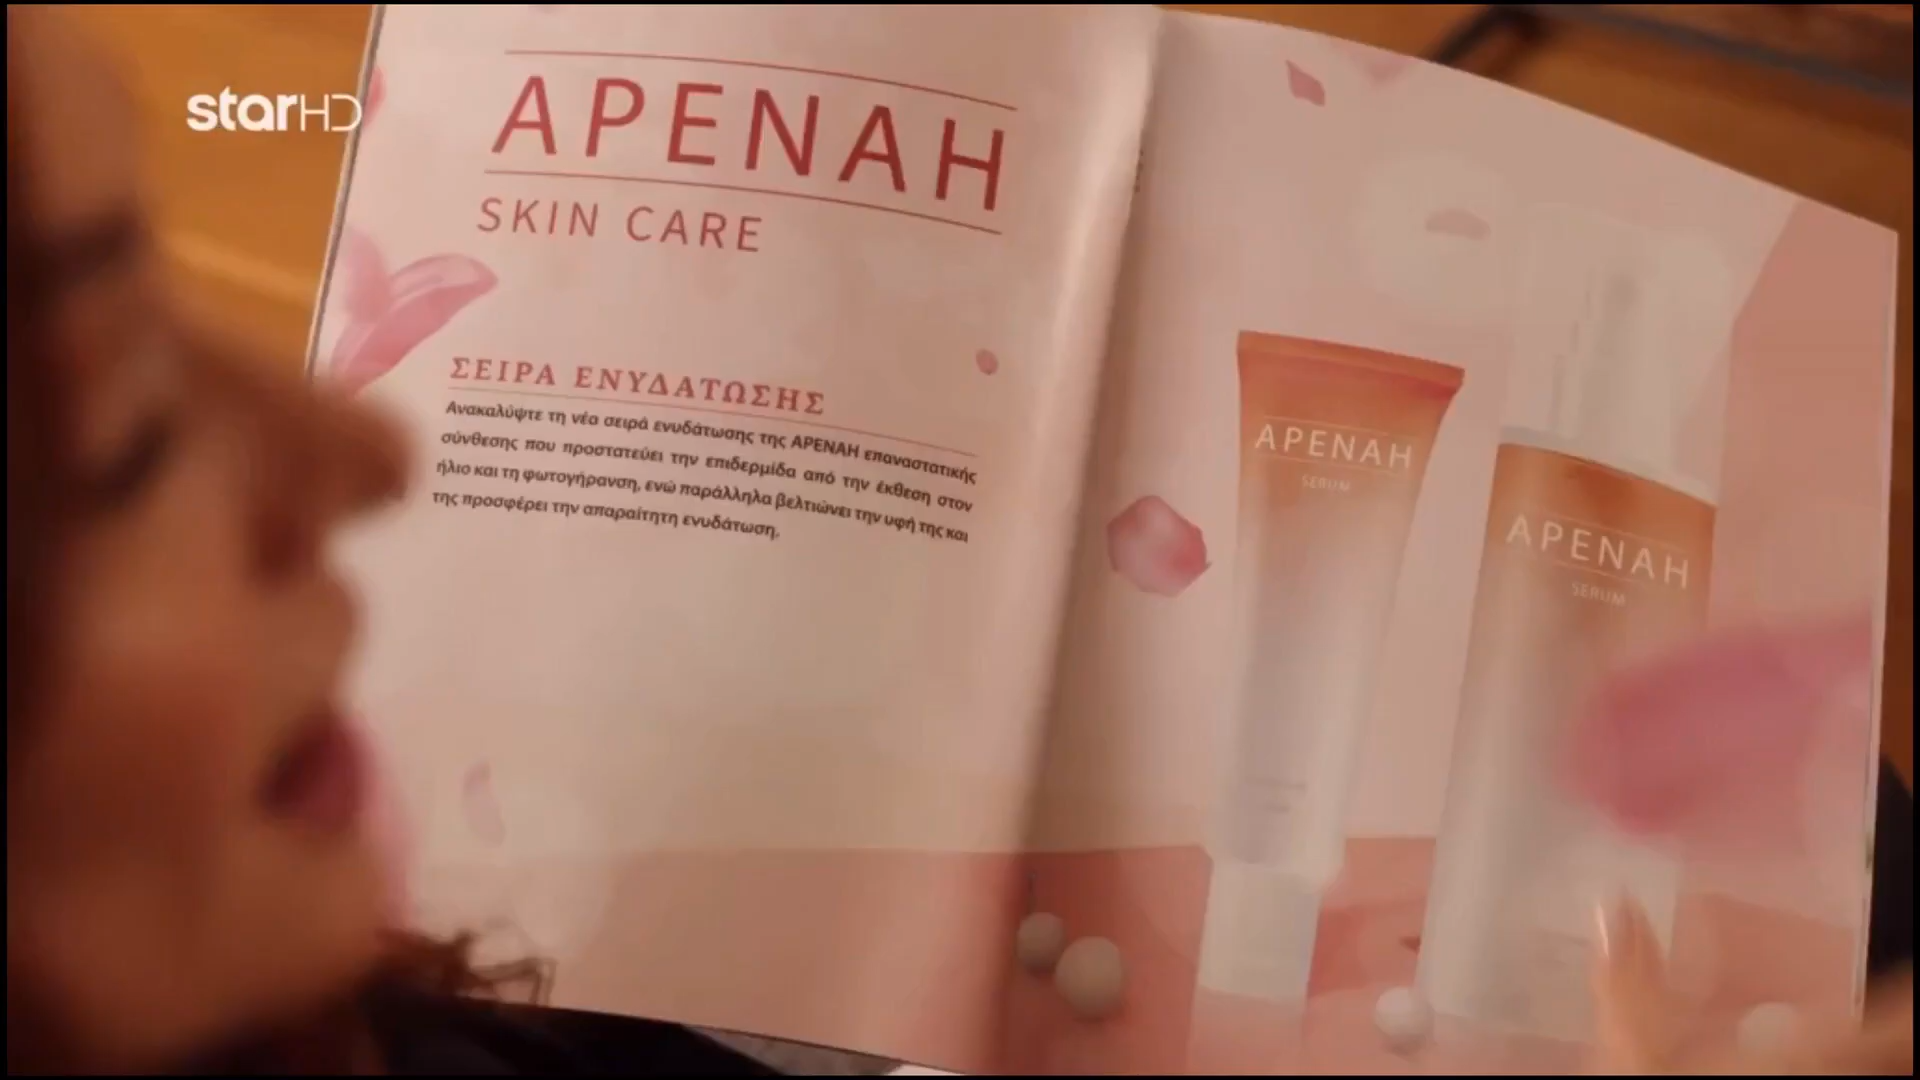 starHD
APENAH
SKIN CARE
ΣΕΙΡΑ ΕΝΥΔΑΤΩΣΗΣ
Ανακαλύψτε τη νέα σειρά ενυδάτωσης της APENAH επαναστατικής
σύνθεσης που προστατεύει την επιδερμίδα από την έκθεση στον
ήλιο και τη φωτογήρανση, ενώ παράλληλα βελτιώνει την υφή της και
της προσφέρει την απαραίτητη ενυδάτωση.
APENAH
SERUM
APENAH
SERUM